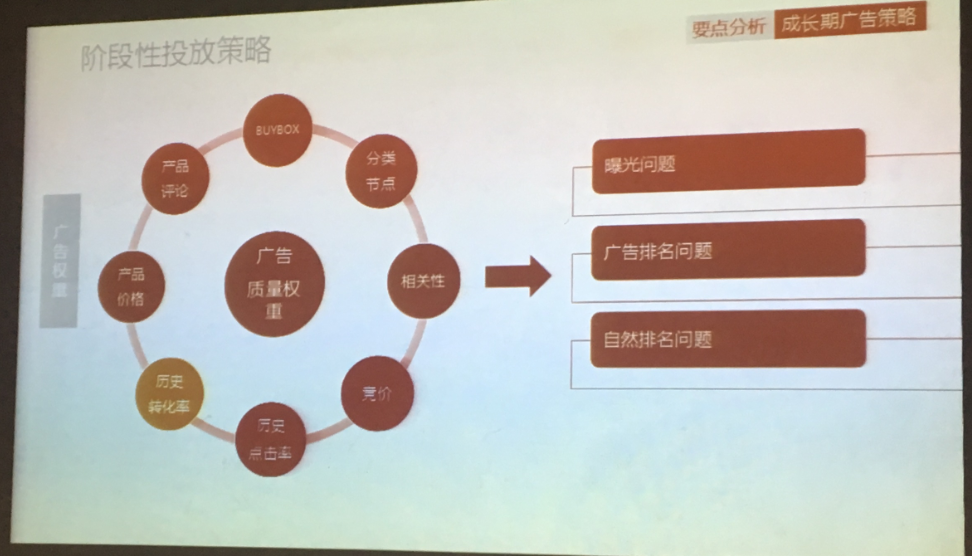 阶段性投放策略
要点分析
成长期广告策略
广告权重
BUYBOX
分类
节点
相关性
竞价
历史
点击率
历史
转化率
产品
价格
产品
评论
广告
质量权
重
曝光问题
广告排名问题
自然排名问题